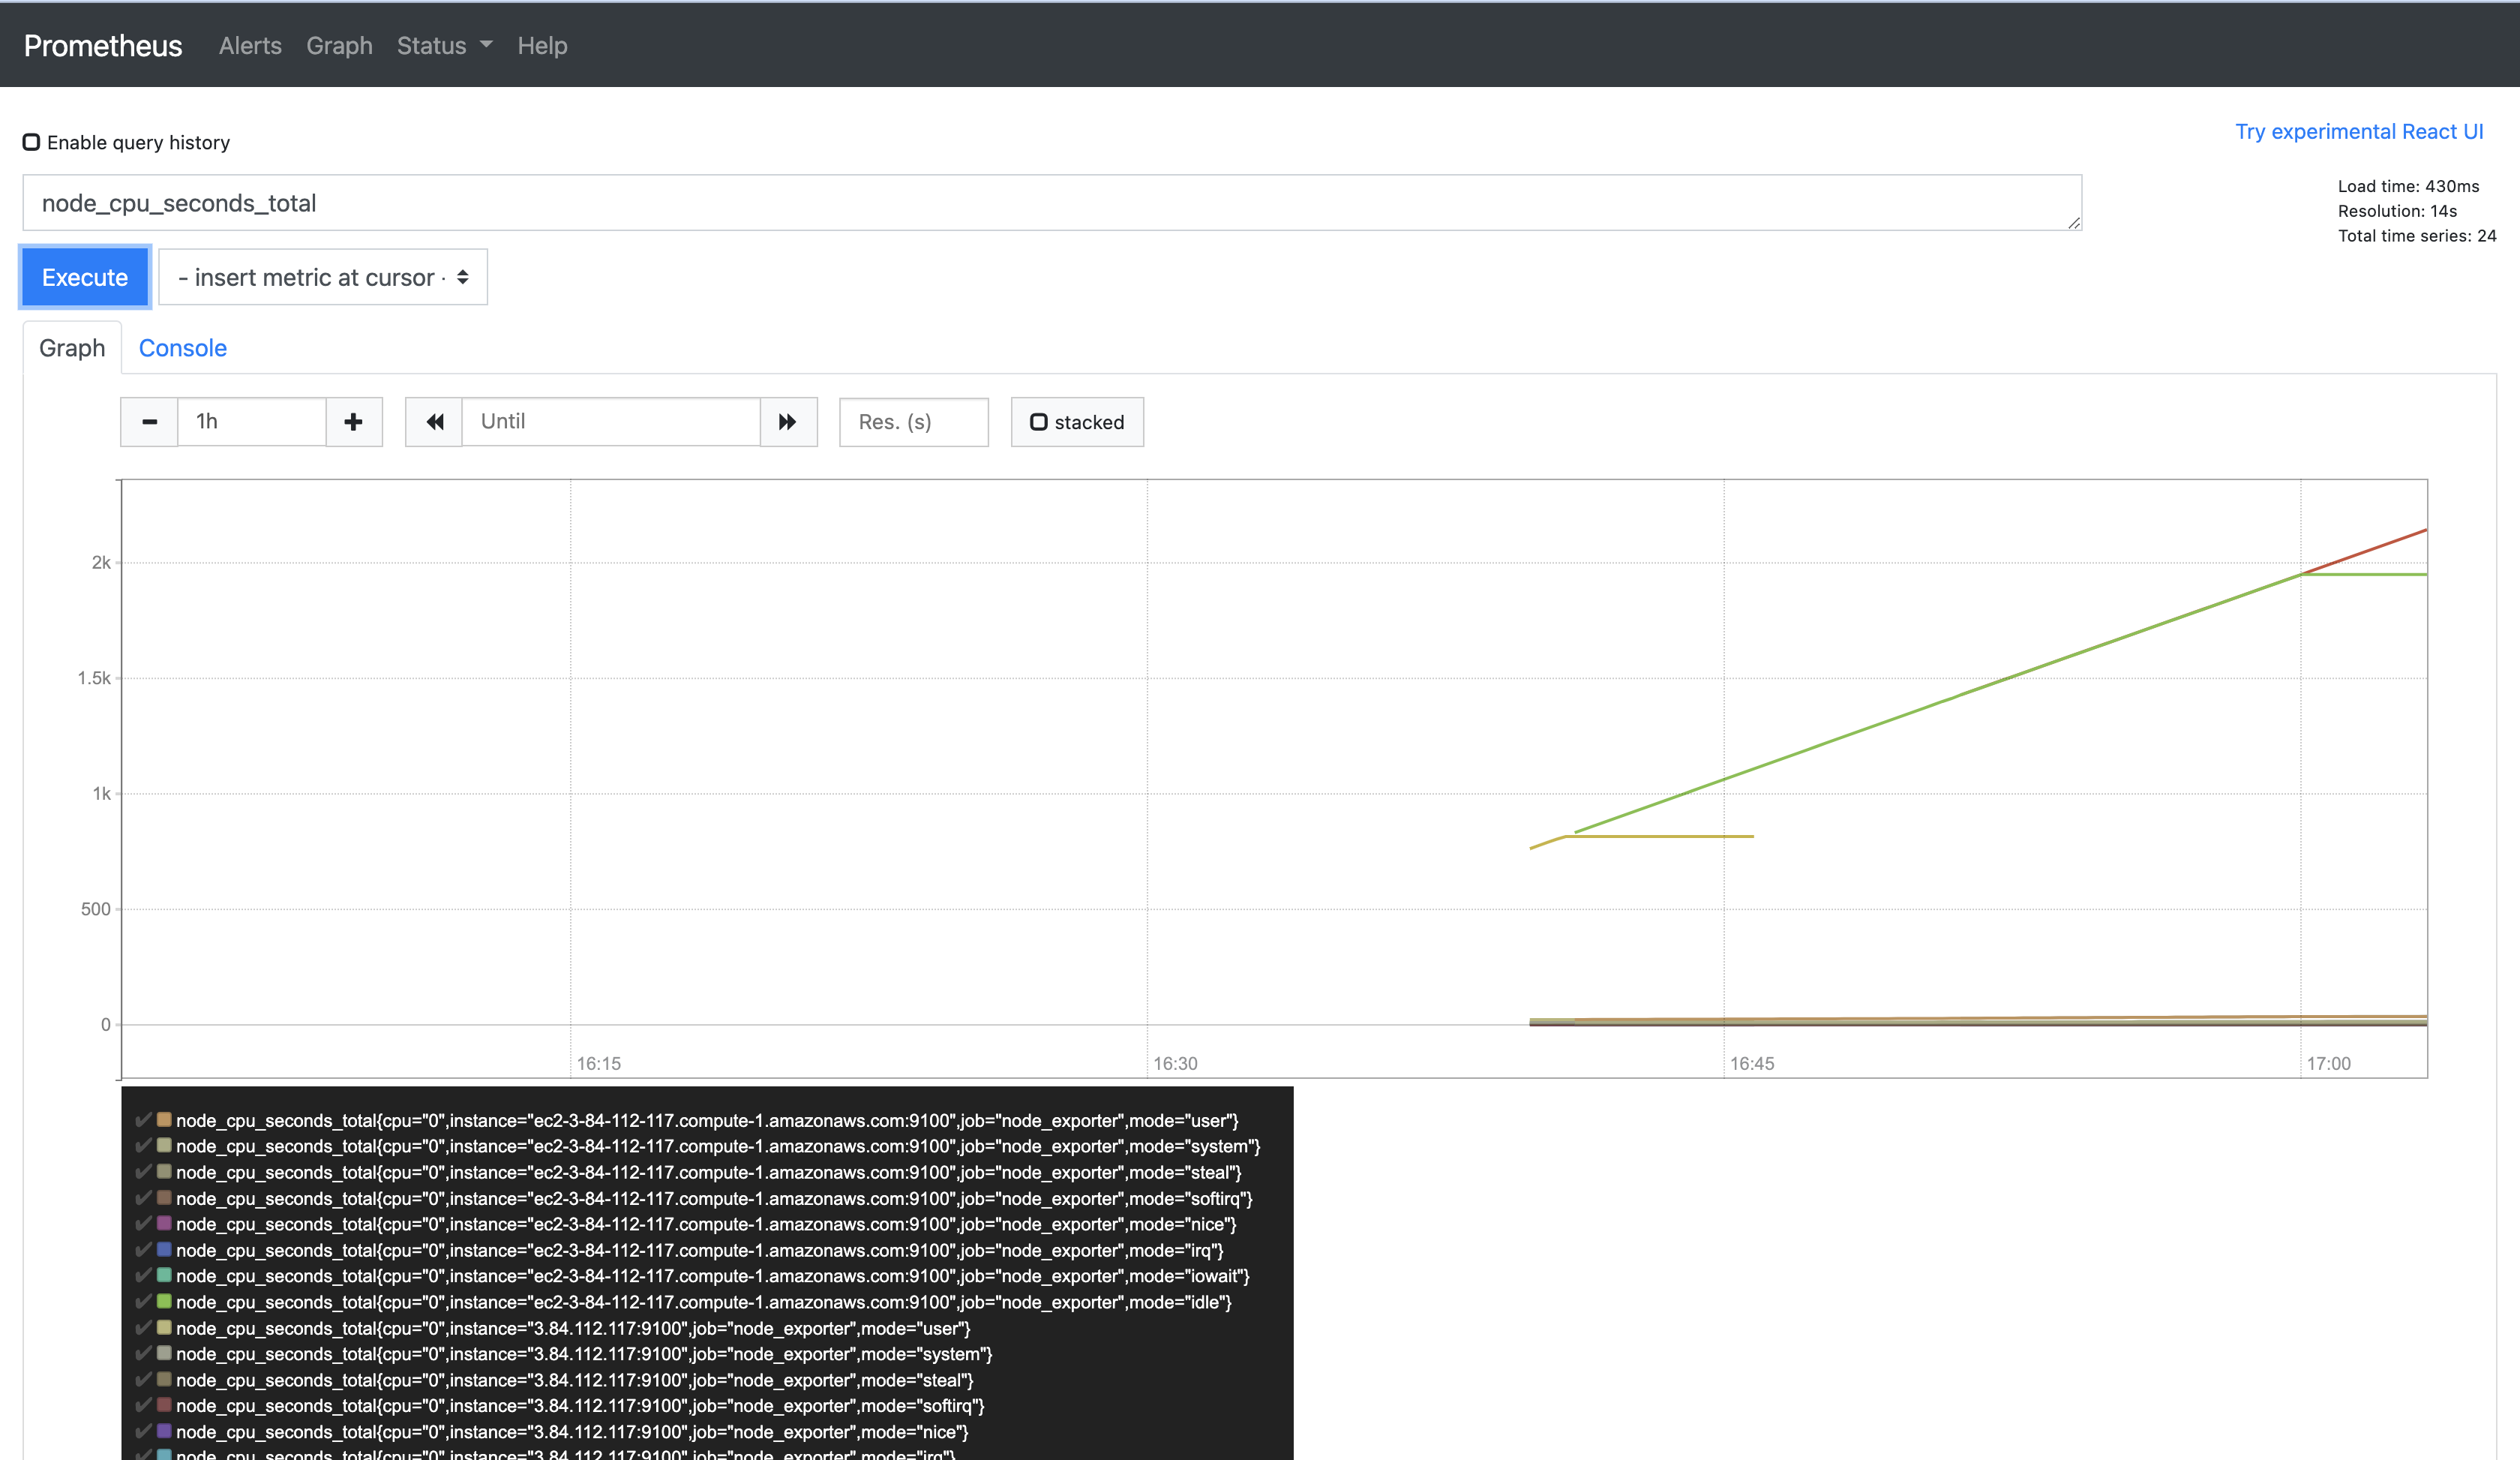 Prometheus Alerts Graph Status Help
Enable query history
Try experimental React UI
node_cpu_seconds_total
Load time: 430ms
Resolution: 14s
Total time series: 24
Execute - insert metric at cursor -
Graph Console
1h Until Res. (s) stacked
2k
1.5k
1k
500
0
16:15 16:30 16:45 17:00
node_cpu_seconds_total{cpu="0",instance="ec2-3-84-112-117.compute-1.amazonaws.com:9100",job="node_exporter",mode="user"}
node_cpu_seconds_total{cpu="0",instance="ec2-3-84-112-117.compute-1.amazonaws.com:9100",job="node_exporter",mode="system"}
node_cpu_seconds_total{cpu="0",instance="ec2-3-84-112-117.compute-1.amazonaws.com:9100",job="node_exporter",mode="steal"}
node_cpu_seconds_total{cpu="0",instance="ec2-3-84-112-117.compute-1.amazonaws.com:9100",job="node_exporter",mode="softirq"}
node_cpu_seconds_total{cpu="0",instance="ec2-3-84-112-117.compute-1.amazonaws.com:9100",job="node_exporter",mode="nice"}
node_cpu_seconds_total{cpu="0",instance="ec2-3-84-112-117.compute-1.amazonaws.com:9100",job="node_exporter",mode="irq"}
node_cpu_seconds_total{cpu="0",instance="ec2-3-84-112-117.compute-1.amazonaws.com:9100",job="node_exporter",mode="iowait"}
node_cpu_seconds_total{cpu="0",instance="ec2-3-84-112-117.compute-1.amazonaws.com:9100",job="node_exporter",mode="idle"}
node_cpu_seconds_total{cpu="0",instance="3.84.112.117:9100",job="node_exporter",mode="user"}
node_cpu_seconds_total{cpu="0",instance="3.84.112.117:9100",job="node_exporter",mode="system"}
node_cpu_seconds_total{cpu="0",instance="3.84.112.117:9100",job="node_exporter",mode="steal"}
node_cpu_seconds_total{cpu="0",instance="3.84.112.117:9100",job="node_exporter",mode="softirq"}
node_cpu_seconds_total{cpu="0",instance="3.84.112.117:9100",job="node_exporter",mode="nice"}
node_cpu_seconds_total{cpu="0",instance="3.84.112.117:9100",job="node_exporter",mode="irq"}